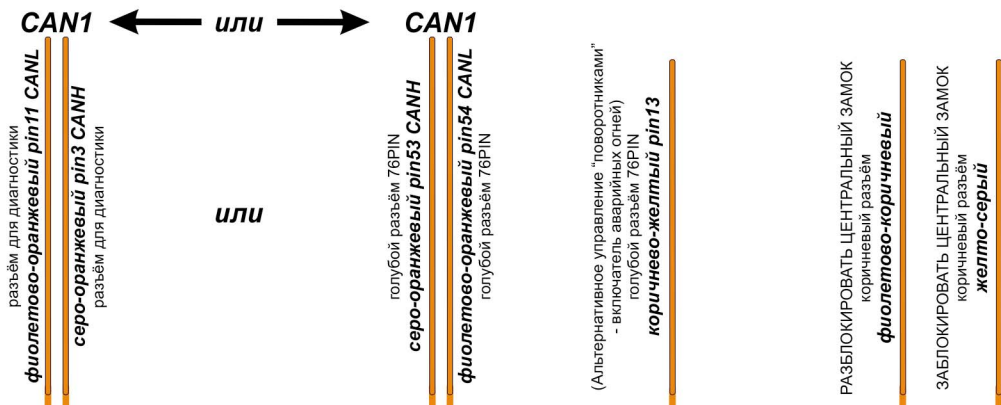 CAN1
или
CAN1
разъём для диагностики
фиолетово-оранжевый pin11 CANL
серо-оранжевый pin3 CANH
разъём для диагностики
или
голубой разъём 76PIN
серо-оранжевый pin53 CANH
фиолетово-оранжевый pin54 CANL
голубой разъём 76PIN
(Альтернативное управление “поворотниками”
- включатель аварийных огней)
голубой разъём 76PIN
коричнево-желтый pin13
РАЗБЛОКИРОВАТЬ ЦЕНТРАЛЬНЫЙ ЗАМОК
коричневый разъём
фиолетово-коричневый
ЗАБЛОКИРОВАТЬ ЦЕНТРАЛЬНЫЙ ЗАМОК
коричневый разъём
желто-серый